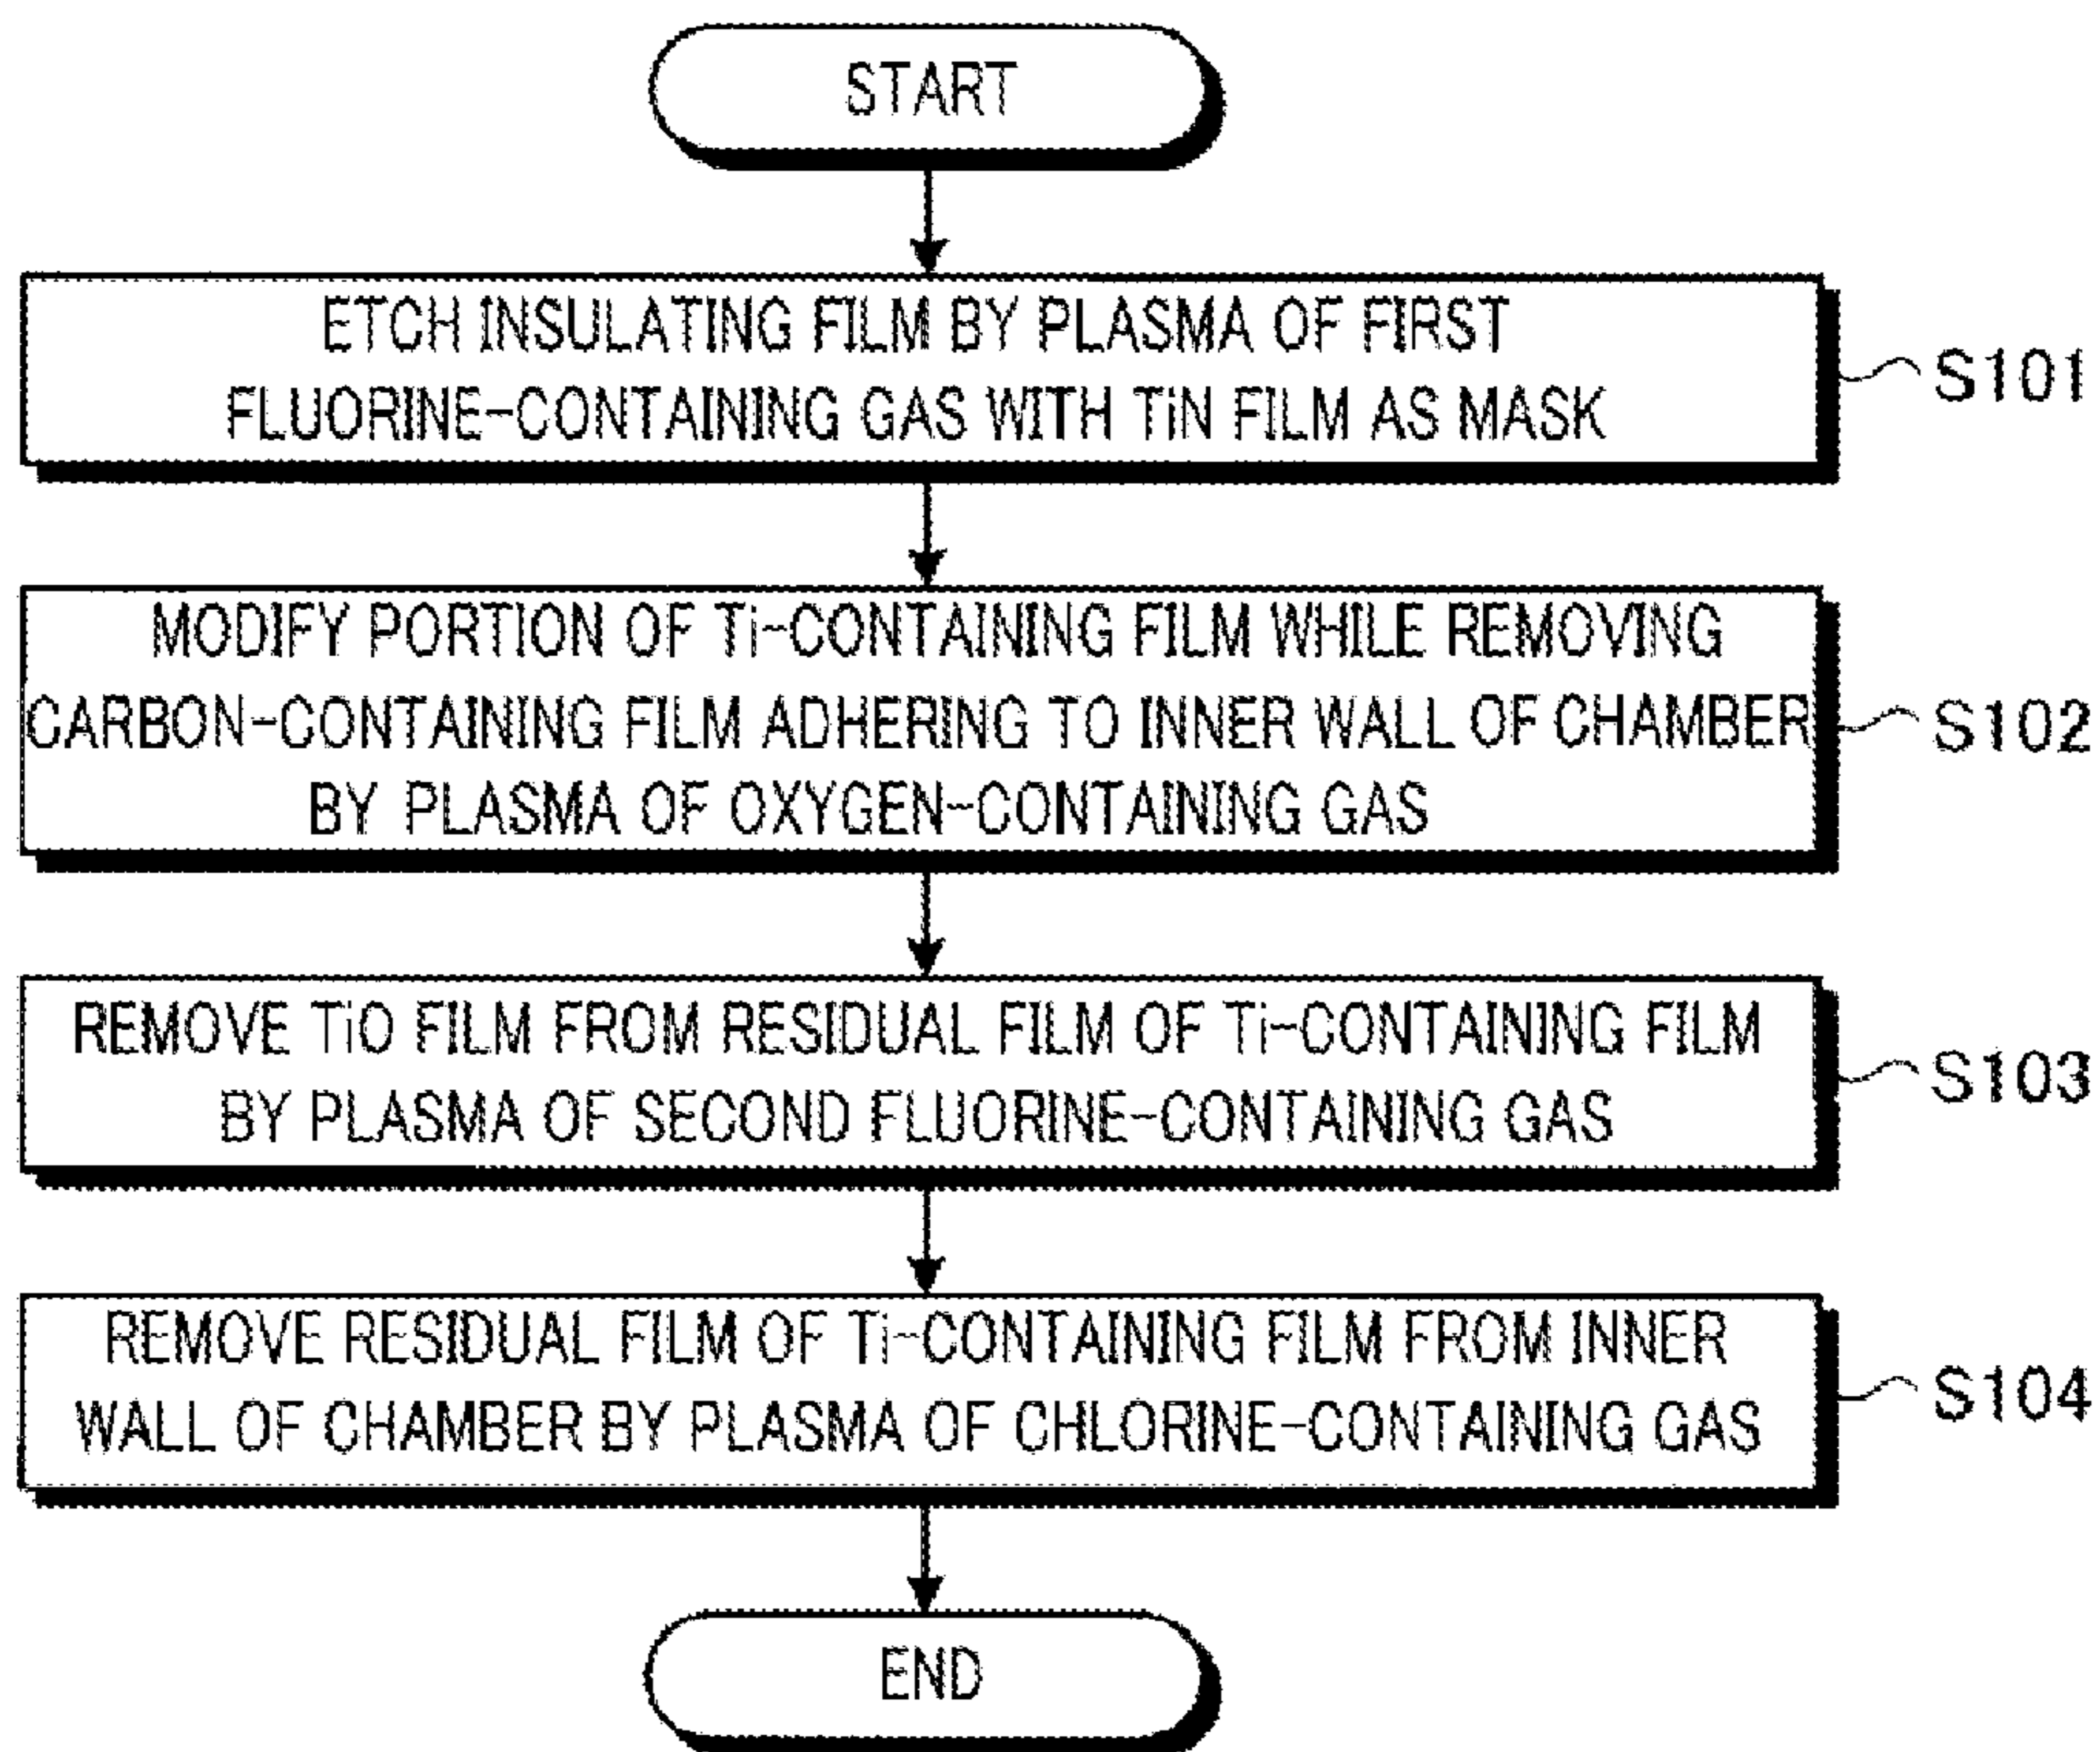 START
ETCH INSULATING FILM BY PLASMA OF FIRST
FLUORINE-CONTAINING GAS WITH TiN FILM AS MASK
S101
MODIFY PORTION OF Ti-CONTAINING FILM WHILE REMOVING
CARBON-CONTAINING FILM ADHERING TO INNER WALL OF CHAMBER
BY PLASMA OF OXYGEN-CONTAINING GAS
S102
REMOVE TiO FILM FROM RESIDUAL FILM OF Ti-CONTAINING FILM
BY PLASMA OF SECOND FLUORINE-CONTAINING GAS
S103
REMOVE RESIDUAL FILM OF Ti-CONTAINING FILM FROM INNER
WALL OF CHAMBER BY PLASMA OF CHLORINE-CONTAINING GAS
S104
END